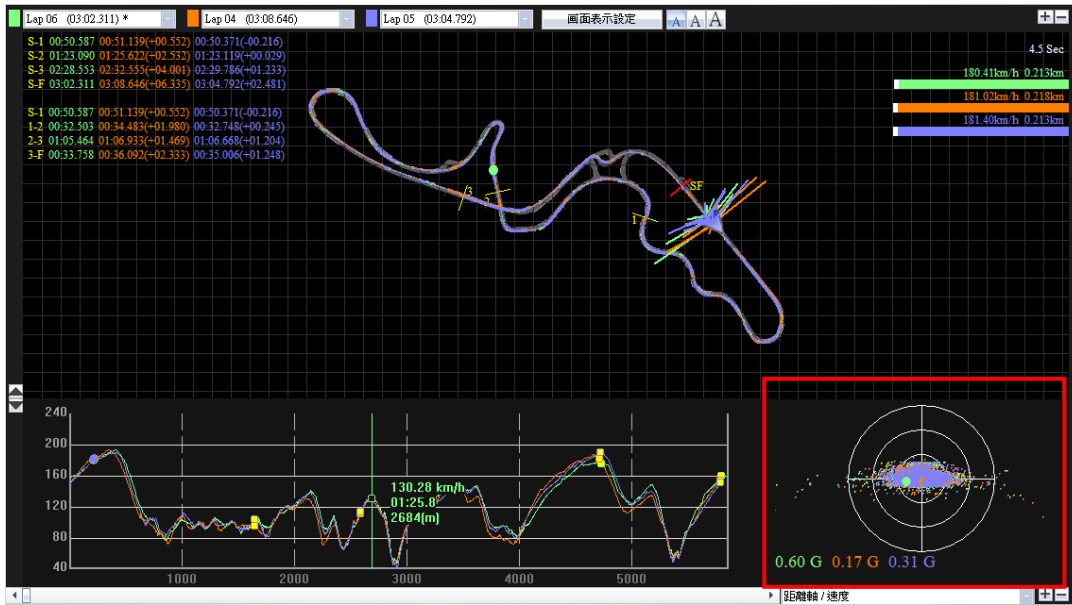 Lap 06 (03:02.311) * Lap 04 (03:08.646) Lap 05 (03:04.792) 画面表示設定 A A A
S-1 00:50.587 00:51.139(+00.552) 00:50.371(-00.216)
S-2 01:23.090 01:25.622(+02.532) 01:23.119(+00.029)
S-3 02:28.553 02:32.555(+04.001) 02:29.786(+01.233)
S-F 03:02.311 03:08.646(+06.335) 03:04.792(+02.481)
S-1 00:50.587 00:51.139(+00.552) 00:50.371(-00.216)
1-2 00:32.503 00:34.483(+01.980) 00:32.748(+00.245)
2-3 01:05.464 01:06.933(+01.469) 01:06.668(+01.204)
3-F 00:33.758 00:36.092(+02.333) 00:35.006(+01.248)
4.5 Sec
180.41km/h 0.213km
181.02km/h 0.218km
181.40km/h 0.213km
SF
3
2
1
240
200
160
120
80
40
130.28 km/h
01:25.8
2684(m)
1000 2000 3000 4000 5000
0.60 G 0.17 G 0.31 G
距離軸 / 速度